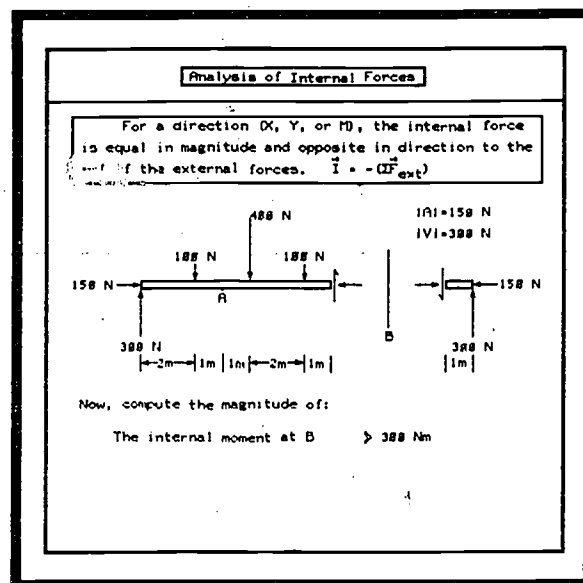 Analysis of Internal Forces
For a direction (X, Y, or M), the internal force
is equal in magnitude and opposite in direction to the
of the external forces. I = -(ΣF ext)
400 N
|A|=150 N
|V|=300 N
100 N 100 N
150 N 150 N
A
B
300 N 300 N
2m 1m 1m 2m 1m 1m
Now, compute the magnitude of:
The internal moment at B > 300 Nm